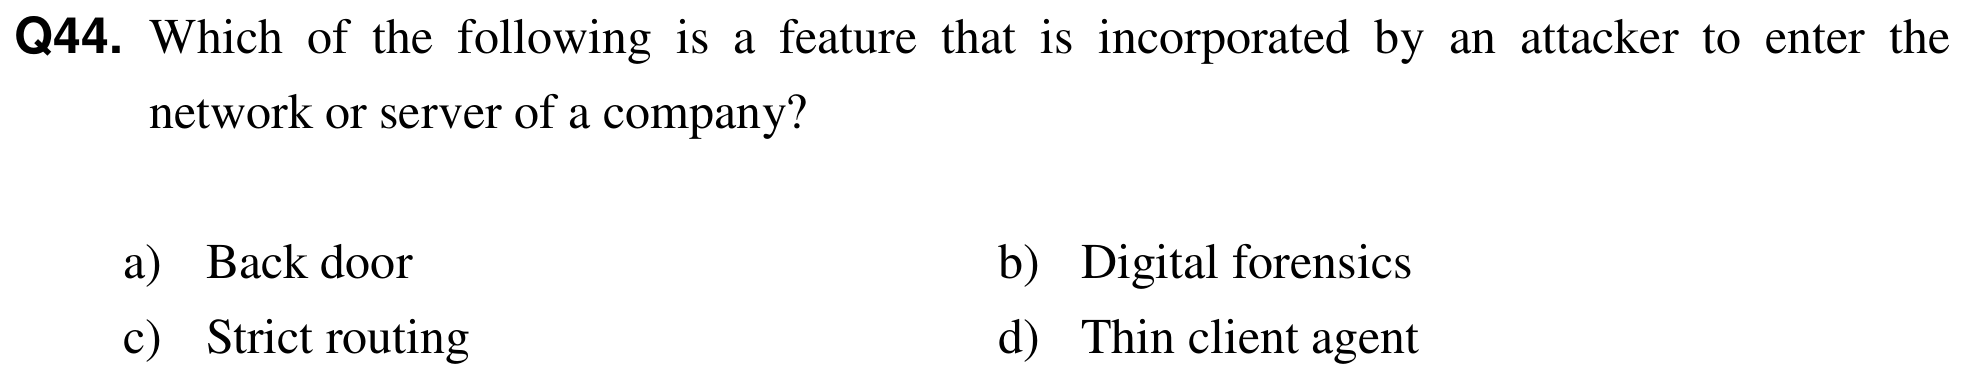 Q44. Which of the following is a feature that is incorporated by an attacker to enter the
network or server of a company?
a) Back door b) Digital forensics
c) Strict routing d) Thin client agent